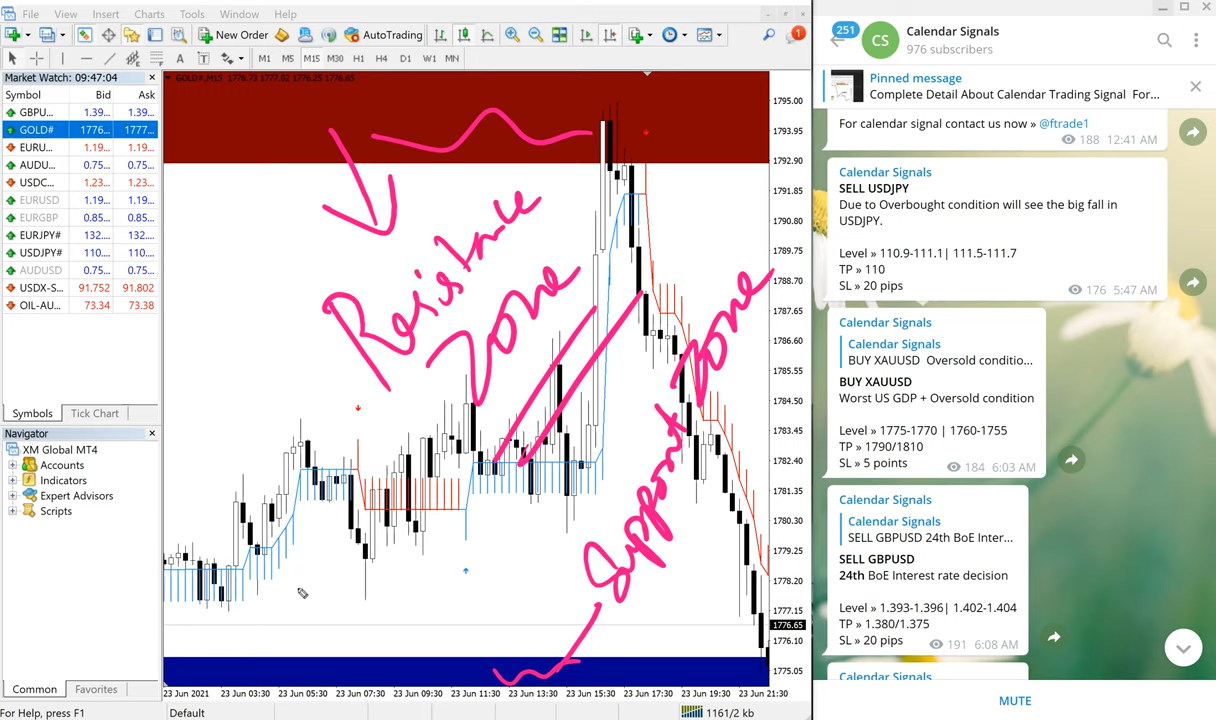 File View Insert Charts Tools Window Help
New Order AutoTrading 1
A T M1 M5 M15 M30 H1 H4 D1 W1 MN
Market Watch: 09:47:04
Symbol Bid Ask
GBPU... 1.39... 1.39...
GOLD# 1776... 1777...
EURU... 1.19... 1.19...
AUDU... 0.75... 0.75...
USDC... 1.23... 1.23...
EURUSD 1.19... 1.19...
EURGBP 0.85... 0.85...
EURJPY# 132.... 132....
USDJPY# 110.... 110....
AUDUSD 0.75... 0.75...
USDX-S... 91.752 91.802
OIL-AU... 73.34 73.38
Symbols Tick Chart
Navigator
XM Global MT4
Accounts
Indicators
Expert Advisors
Scripts
Common Favorites
For Help, press F1
Default
1161/2 kb
GOLD#,M15 1776.73 1777.02 1776.25 1776.65
Resistance
zone
Support zone
1795.00
1793.95
1792.90
1791.85
1790.80
1789.75
1788.70
1787.65
1786.60
1785.55
1784.50
1783.45
1782.40
1781.35
1780.30
1779.25
1778.20
1777.15
1776.65
1776.10
1775.05
23 Jun 2021 23 Jun 03:30 23 Jun 05:30 23 Jun 07:30 23 Jun 09:30 23 Jun 11:30 23 Jun 13:30 23 Jun 15:30 23 Jun 17:30 23 Jun 19:30 23 Jun 21:30
251
CS
Calendar Signals
976 subscribers
Pinned message
Complete Detail About Calendar Trading Signal For...
For calendar signal contact us now » @ftrade1
188 12:41 AM
Calendar Signals
SELL USDJPY
Due to Overbought condition will see the big fall in
USDJPY.
Level » 110.9-111.1| 111.5-111.7
TP » 110
SL » 20 pips
176 5:47 AM
Calendar Signals
Calendar Signals
BUY XAUUSD Oversold conditio...
BUY XAUUSD
Worst US GDP + Oversold condition
Level » 1775-1770 | 1760-1755
TP » 1790/1810
SL » 5 points
184 6:03 AM
Calendar Signals
Calendar Signals
SELL GBPUSD 24th BoE Inter...
SELL GBPUSD
24th BoE Interest rate decision
Level » 1.393-1.396| 1.402-1.404
TP » 1.380/1.375
SL » 20 pips
191 6:08 AM
Calendar Signals
MUTE